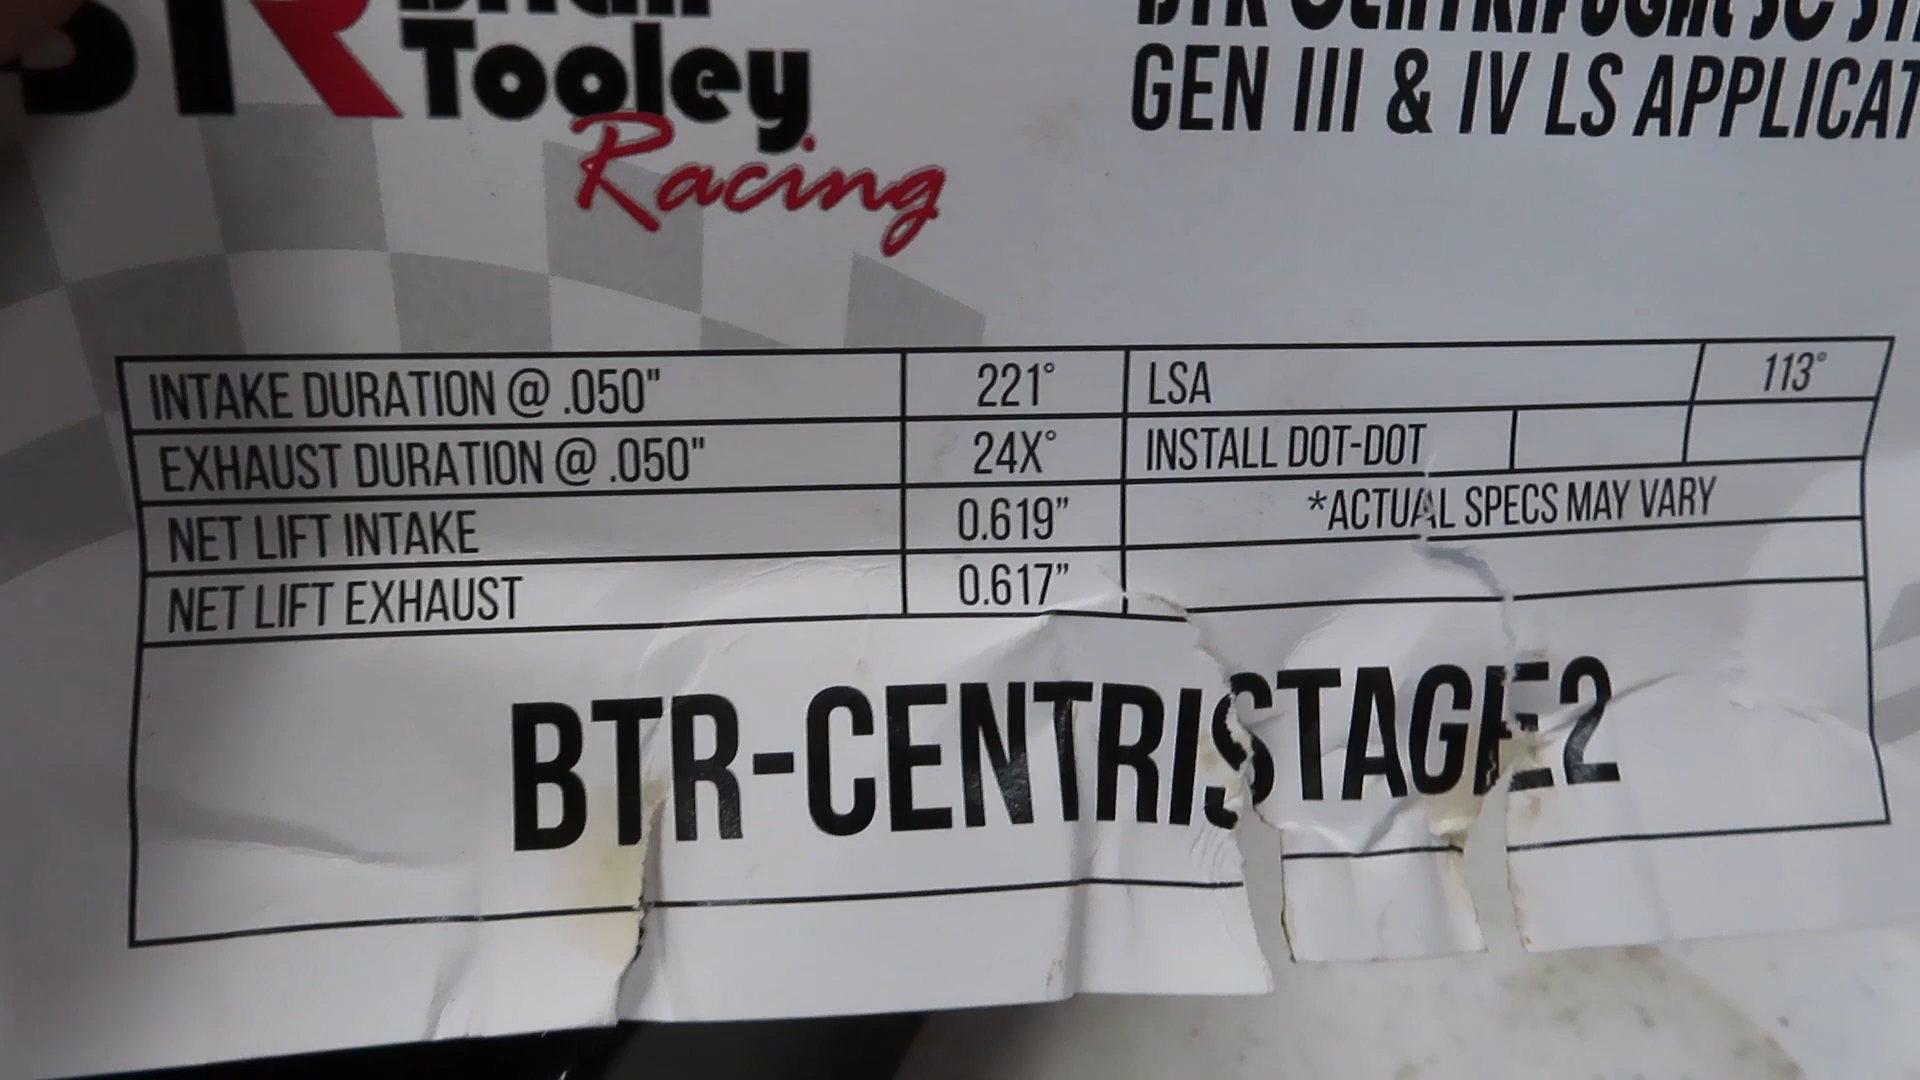 Tooley
Racing
GEN III & IV LS
INTAKE DURATION @ .050" 221° LSA 113°
EXHAUST DURATION @ .050" 24X° INSTALL DOT-DOT
NET LIFT INTAKE 0.619” *ACTUAL SPECS MAY VARY
NET LIFT EXHAUST 0.617”
BTR-CENTRISTAGE2